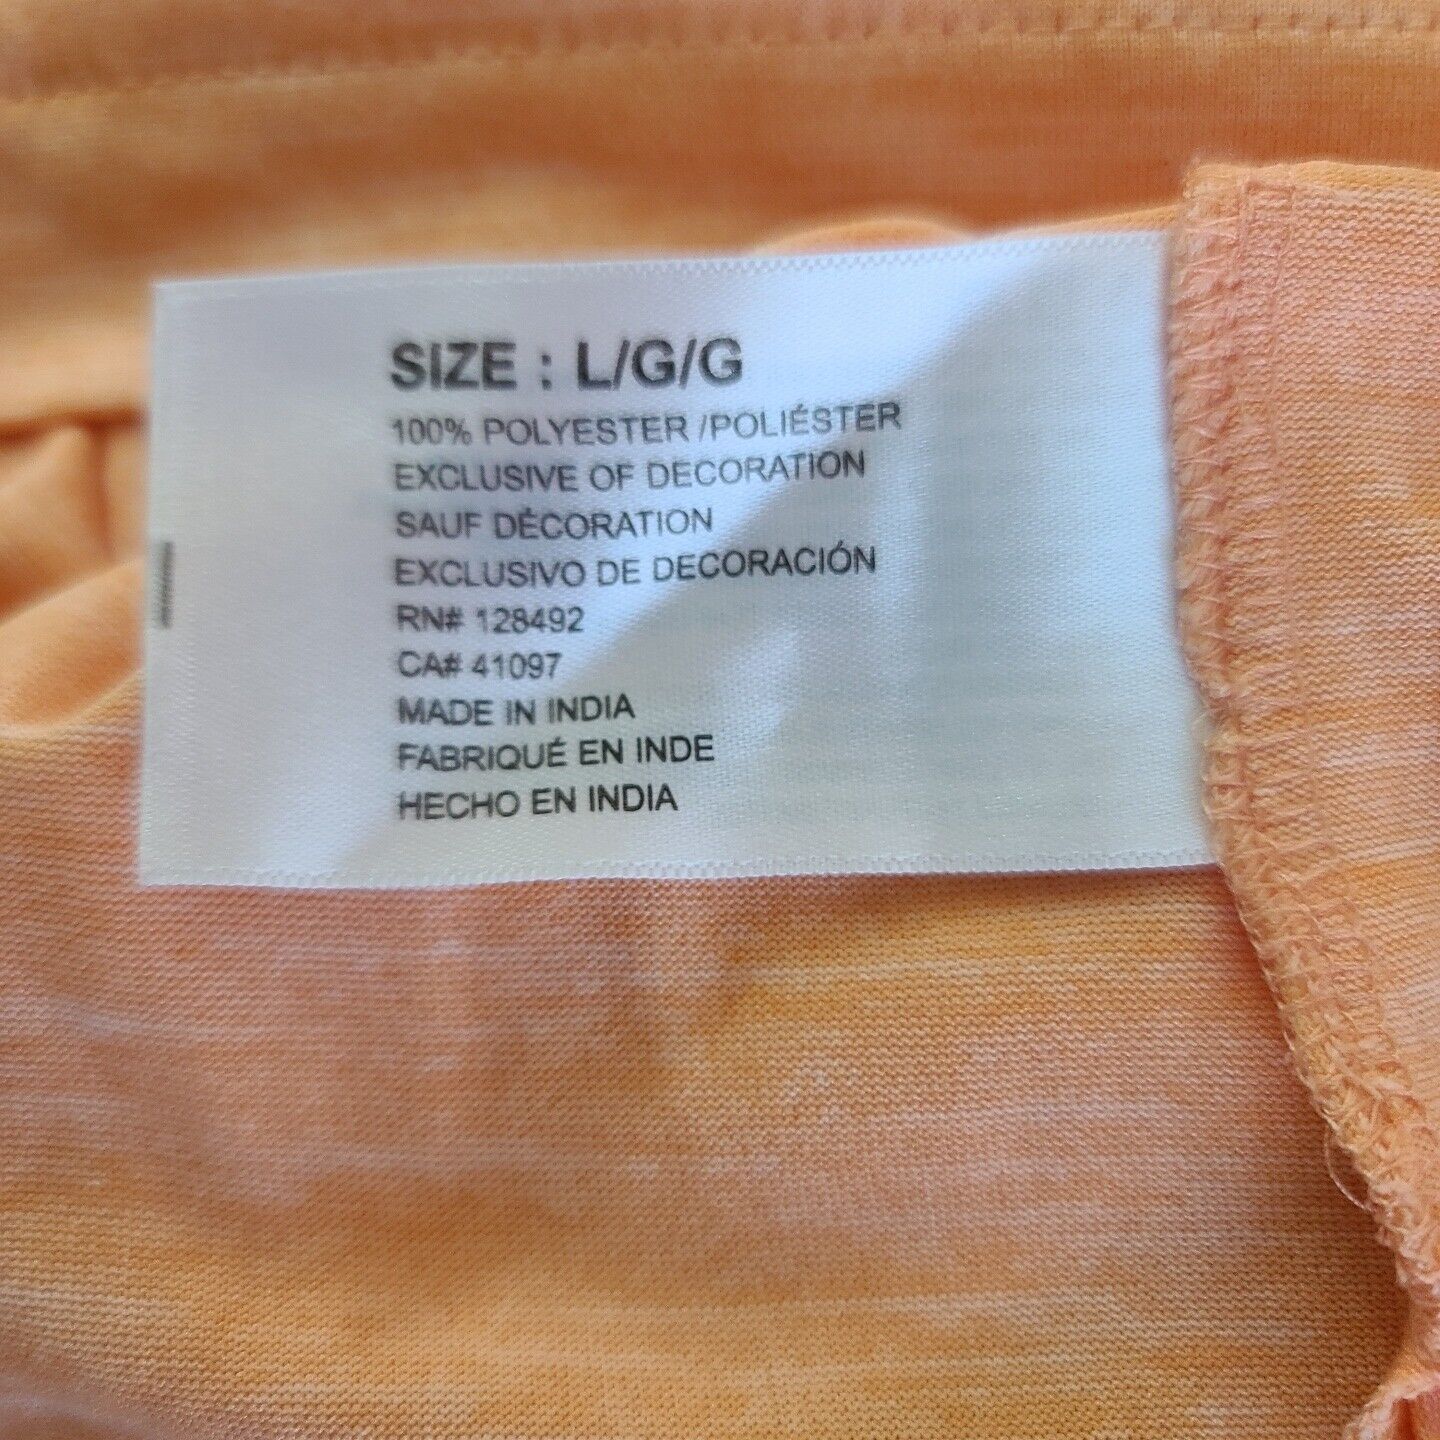 SIZE : L/G/G
100% POLYESTER /POLIÉSTER
EXCLUSIVE OF DECORATION
SAUF DÉCORATION
EXCLUSIVO DE DECORACIÓN
RN# 128492
CA# 41097
MADE IN INDIA
FABRIQUÉ EN INDE
HECHO EN INDIA